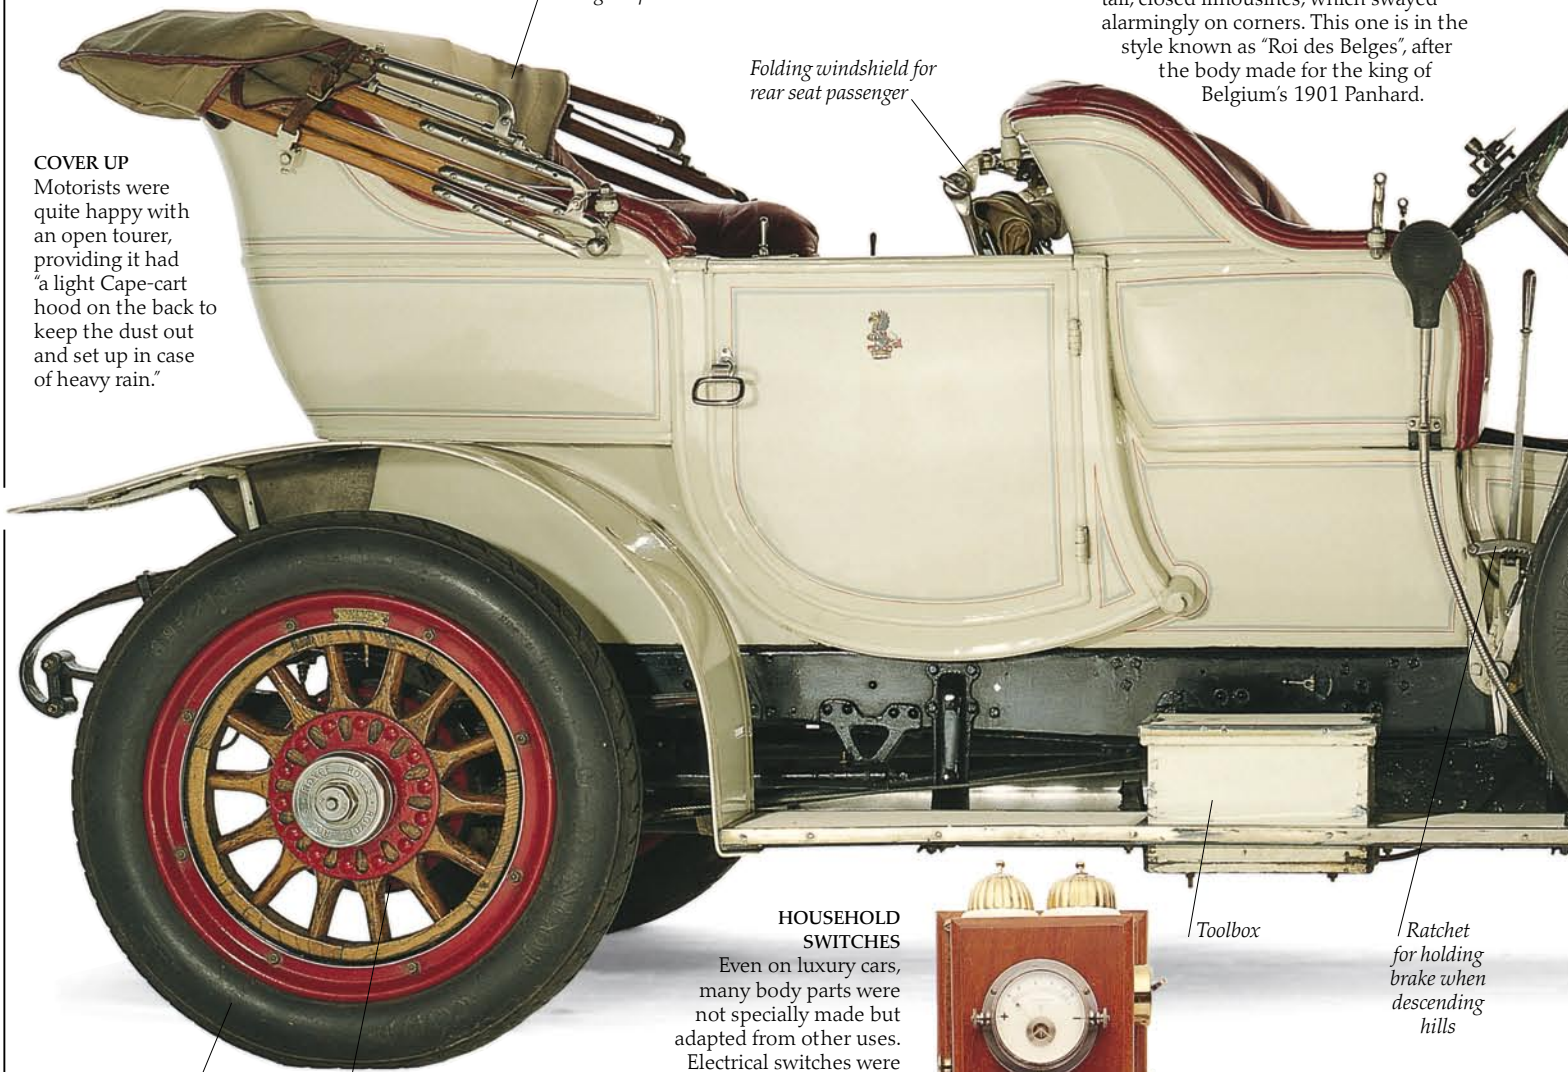 tall, closed limousines, which swayed
alarmingly on corners. This one is in the
style known as “Roi des Belges”, after
the body made for the king of
Belgium’s 1901 Panhard.
Folding windshield for
rear seat passenger
COVER UP
Motorists were
quite happy with
an open tourer,
providing it had
“a light Cape-cart
hood on the back to
keep the dust out
and set up in case
of heavy rain.”
HOUSEHOLD
SWITCHES
Even on luxury cars,
many body parts were
not specially made but
adapted from other uses.
Electrical switches were
Toolbox
Ratchet
for holding
brake when
descending
hills